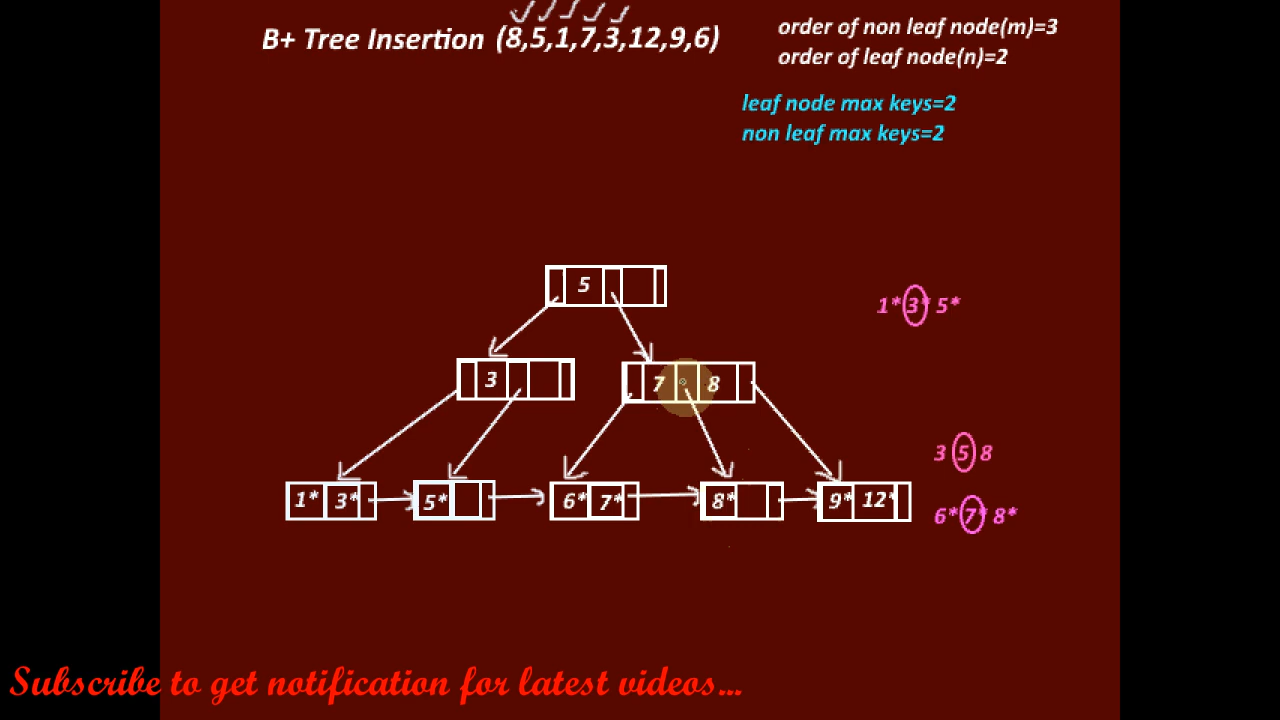 B+ Tree Insertion (8,5,1,7,3,12,9,6)
order of non leaf node(m)=3
order of leaf node(n)=2
leaf node max keys=2
non leaf max keys=2
5
1* 3* 5*
3
7 8
3 5 8
1* 3* 5* 6* 7* 8* 9* 12*
6* 7* 8*
Subscribe to get notification for latest videos...